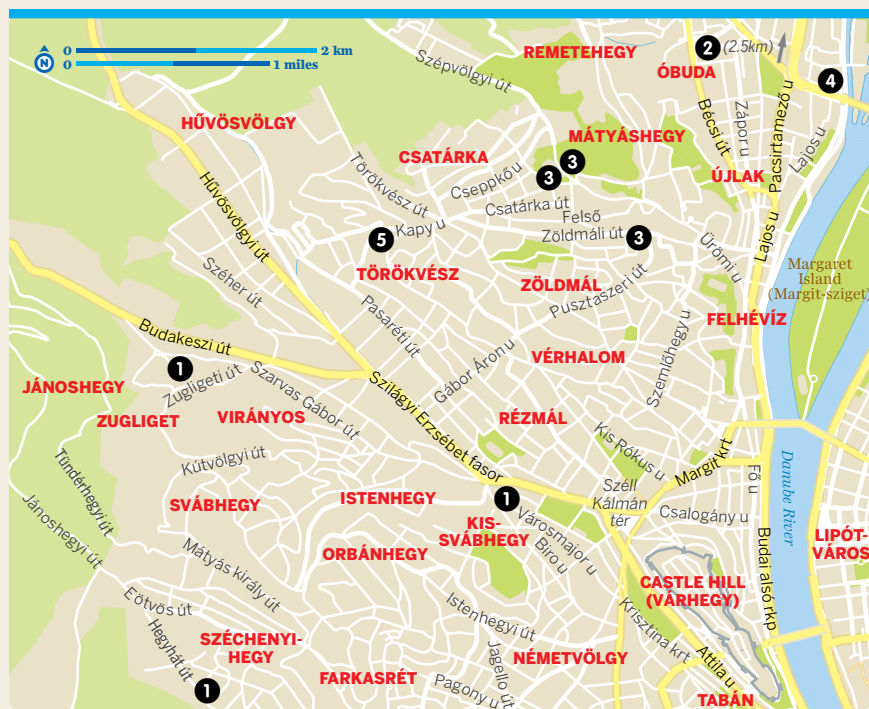 0 2 km
N
0 1 miles
REMETEHEGY
2 (2.5km)
ÓBUDA
4
Szépvölgyi út
HŰVÖSVÖLGY
MÁTYÁSHEGY
CSATÁRKA
Bécsi út
Zápor u
Pacsirtamező u
Lajos u
3
3
Törökvész út
Cseppkő u
ÚJLAK
Hűvösvölgyi út
Csatárka út
Felső
Zöldmáli út
3
5
Kapy u
Lajos u
Ürömi u
TÖRÖKVÉSZ
Margaret
Island
(Margit-sziget)
Széher út
ZÖLDMÁL
Pusztaszeri út
FELHÉVÍZ
Pasaréti út
Budakeszi út
VÉRHALOM
Szemlőhegy u
1
Gábor Áron u
JÁNOSHEGY
Zugligeti út
Szarvas Gábor út
Szilágyi Erzsébet fasor
ZUGLIGET
VIRÁNYOS
RÉZMÁL
Kis Rókus u
Margit krt
Kútvölgyi út
Tündérhegyi út
Széll
Kálmán
tér
Fő u
Danube River
SVÁBHEGY
ISTENHEGY
1
Jánoshegyi út
KIS-
SVÁBHEGY
Városmajor u
Csalogány u
Biro u
LIPÓT-
VÁROS
Mátyás király út
ORBÁNHEGY
Budai alsó rkp
CASTLE HILL
(VÁRHEGY)
Eötvös út
Istenhegyi út
Krisztina krt
Hegyhát út
SZÉCHENYI-
HEGY
Jagello út
NÉMETVÖLGY
Attila u
FARKASRÉT
Pagony u
1
TABÁN